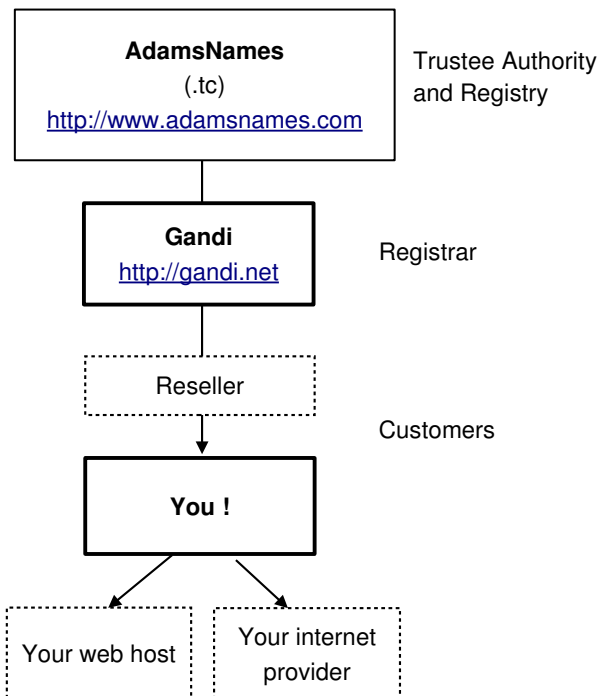 AdamsNames
(.tc)
http://www.adamsnames.com
Trustee Authority
and Registry
Gandi
http://gandi.net
Registrar
Reseller
Customers
You !
Your web host
Your internet
provider